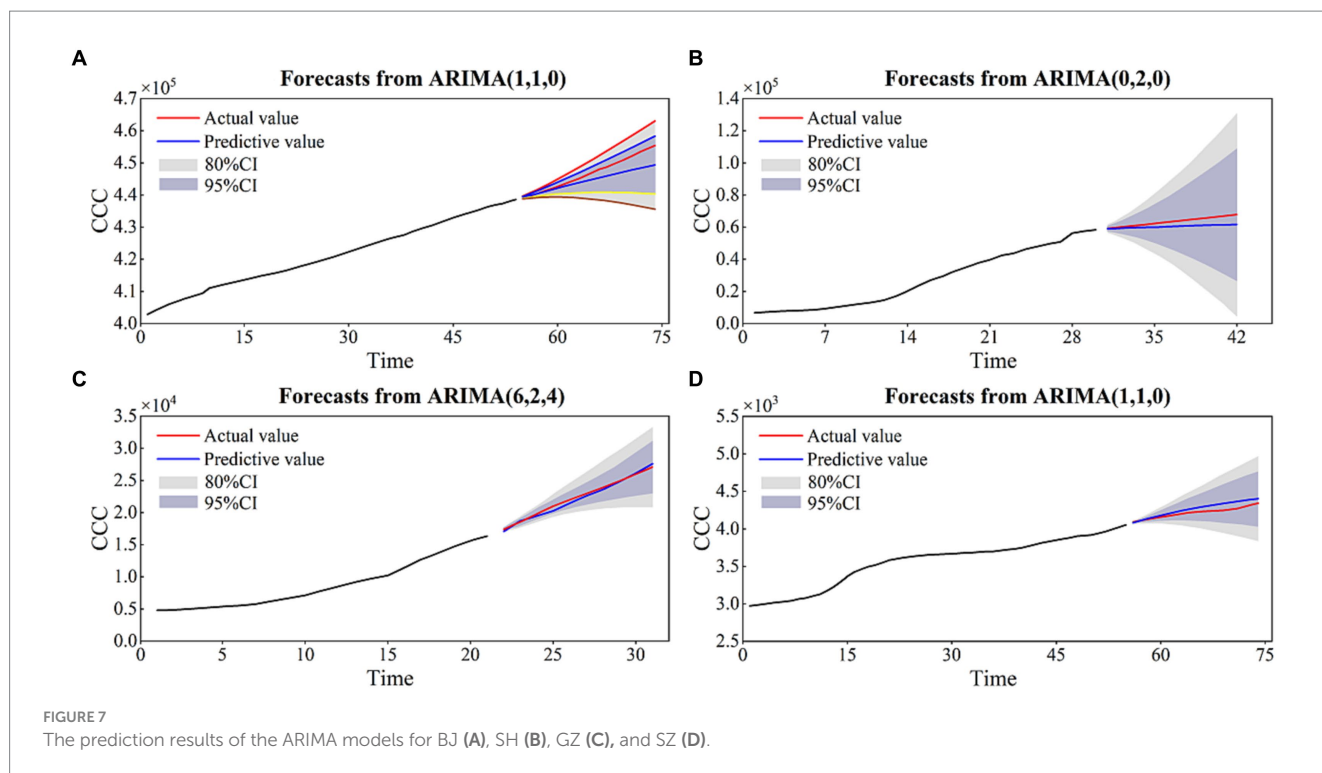 A
Forecasts from ARIMA(1,1,0)
×10⁵
4.7
4.6
4.5
4.4
4.3
4.2
4.1
4.0
CCC
Actual value
Predictive value
80%CI
95%CI
0 15 30 45 60 75
Time
B
Forecasts from ARIMA(0,2,0)
×10⁵
1.4
1.2
1.0
0.8
0.6
0.4
0.2
0.0
CCC
Actual value
Predictive value
80%CI
95%CI
0 7 14 21 28 35 42
Time
C
Forecasts from ARIMA(6,2,4)
×10⁴
3.5
3.0
2.5
2.0
1.5
1.0
0.5
0.0
CCC
Actual value
Predictive value
80%CI
95%CI
0 5 10 15 20 25 30
Time
D
Forecasts from ARIMA(1,1,0)
×10³
5.5
5.0
4.5
4.0
3.5
3.0
2.5
CCC
Actual value
Predictive value
80%CI
95%CI
0 15 30 45 60 75
Time
FIGURE 7
The prediction results of the ARIMA models for BJ (A), SH (B), GZ (C), and SZ (D).